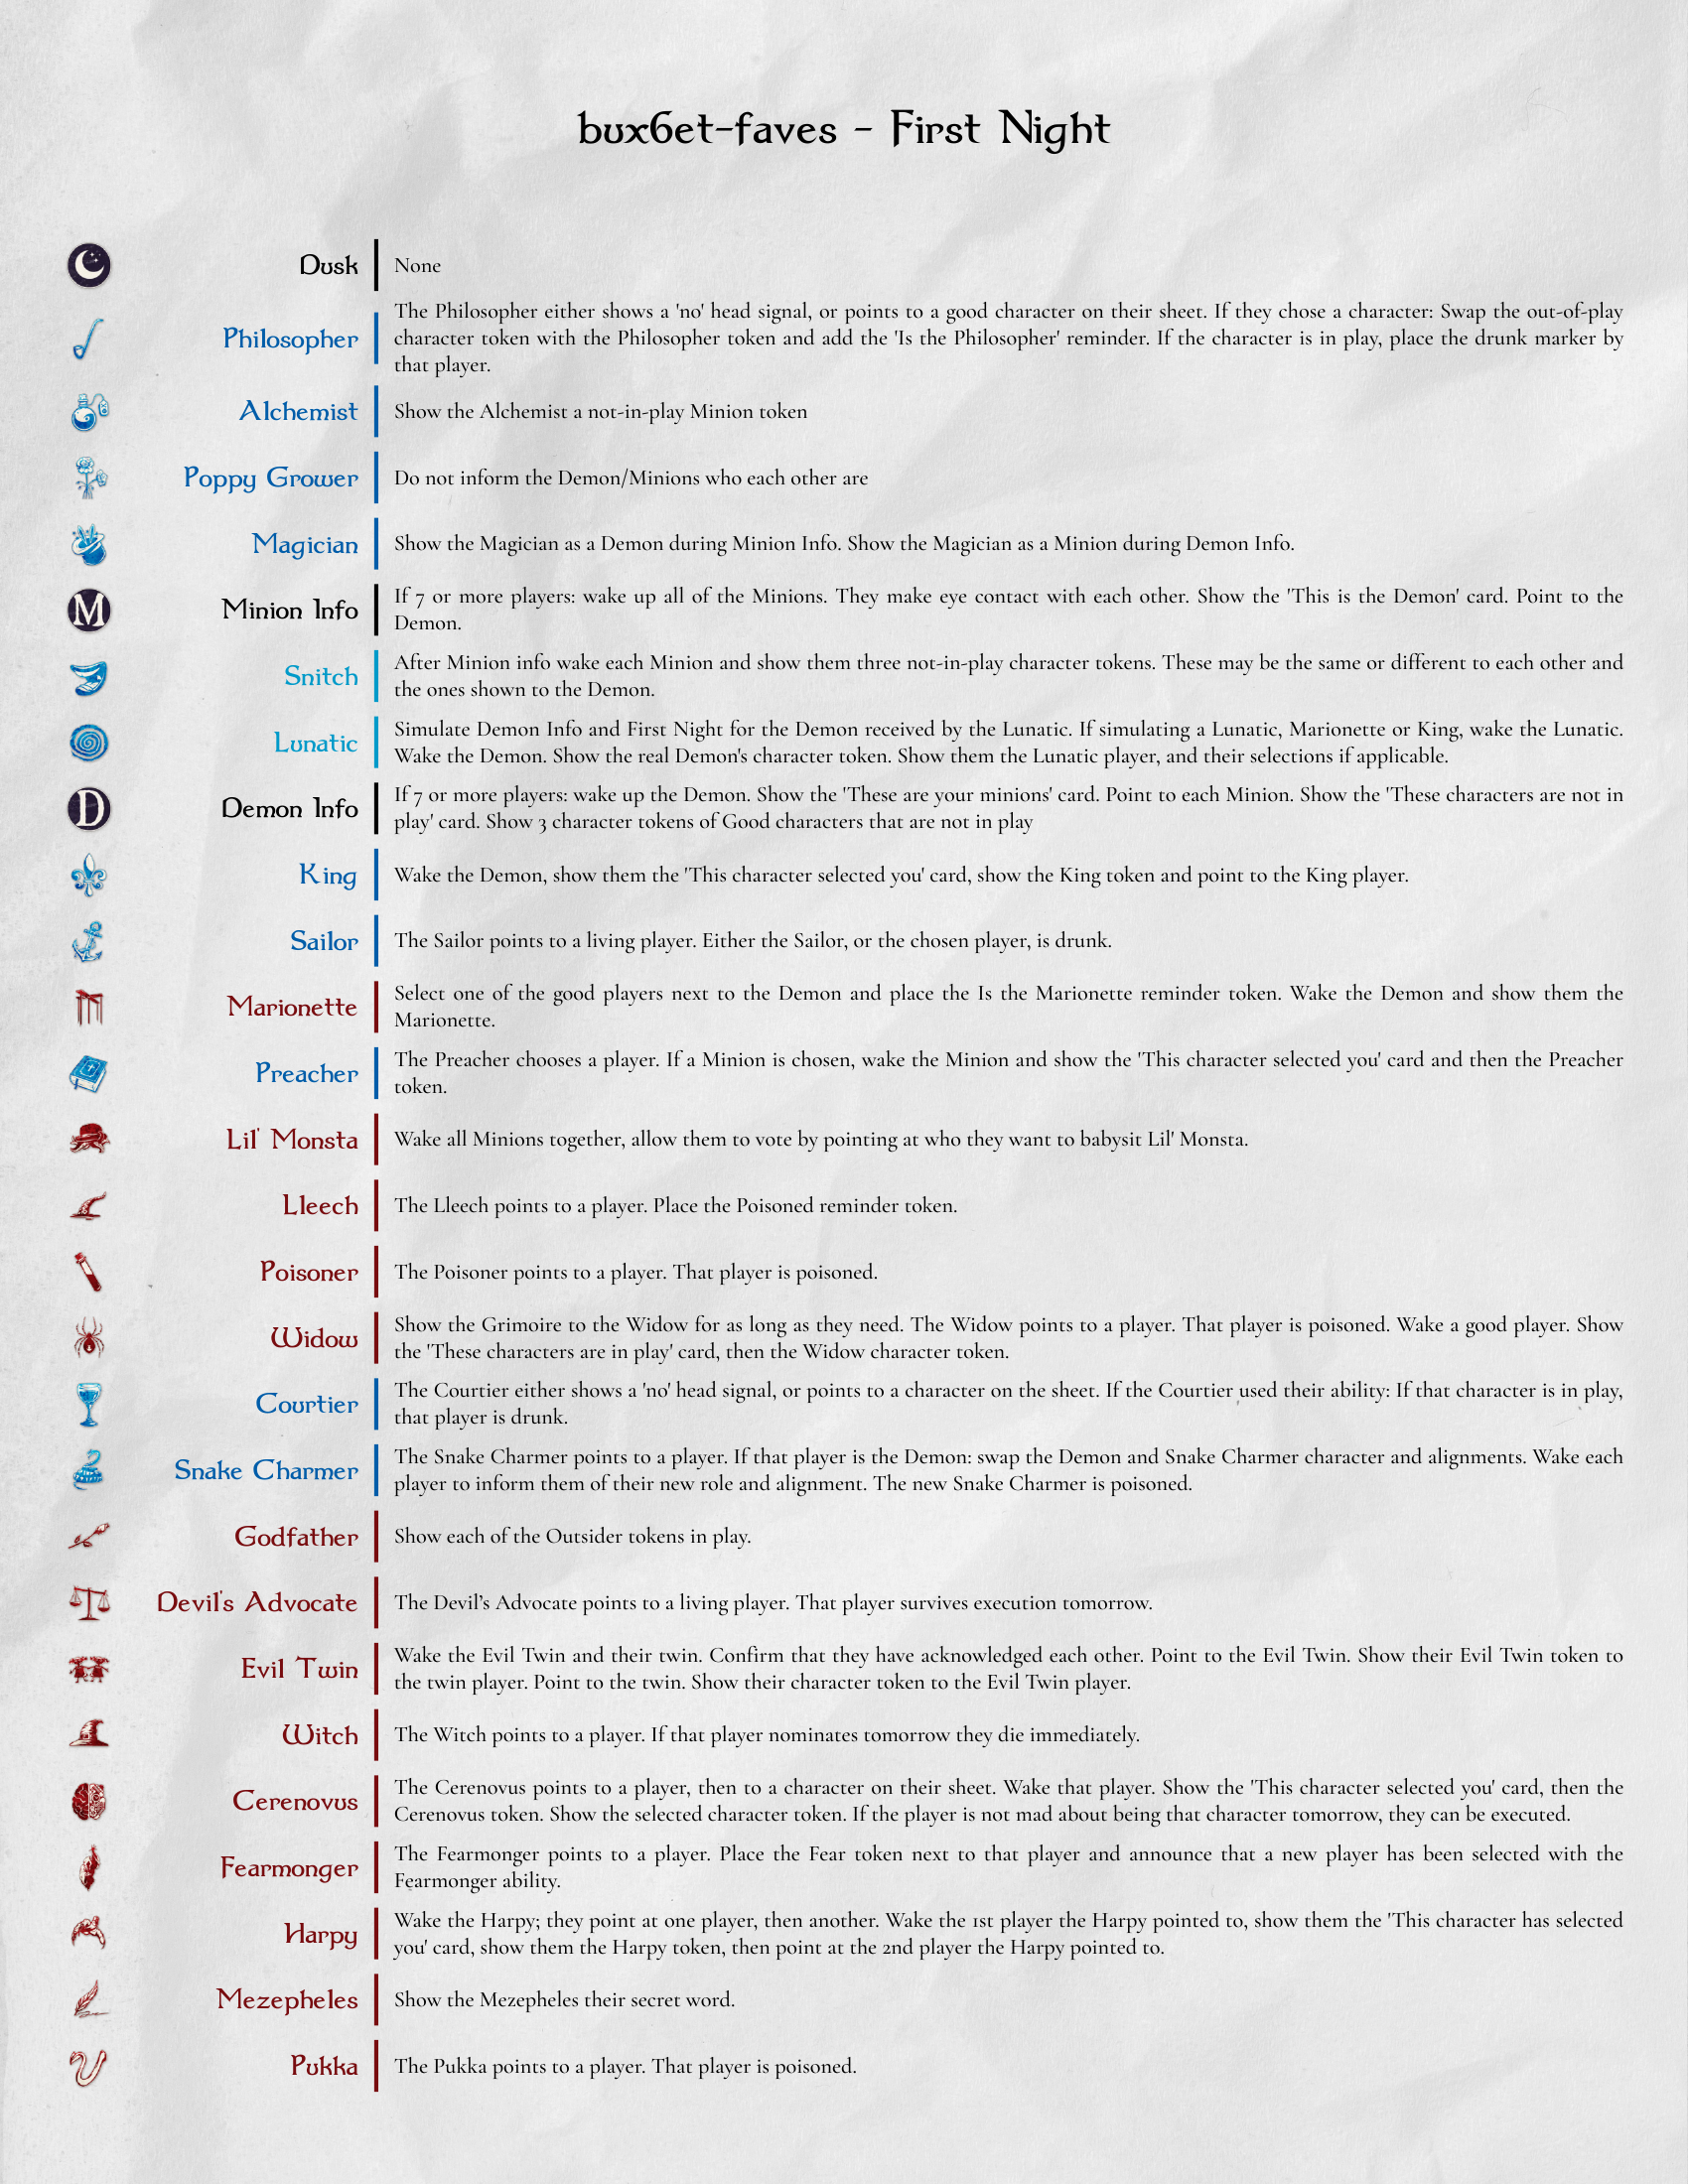 bux6et-faves - First Night
Dusk
None
Philosopher
The Philosopher either shows a 'no' head signal, or points to a good character on their sheet. If they chose a character: Swap the out-of-play
character token with the Philosopher token and add the 'Is the Philosopher' reminder. If the character is in play, place the drunk marker by
that player.
Alchemist
Show the Alchemist a not-in-play Minion token
Poppy Grower
Do not inform the Demon/Minions who each other are
Magician
Show the Magician as a Demon during Minion Info. Show the Magician as a Minion during Demon Info.
M
Minion Info
If 7 or more players: wake up all of the Minions. They make eye contact with each other. Show the 'This is the Demon' card. Point to the
Demon.
Snitch
After Minion info wake each Minion and show them three not-in-play character tokens. These may be the same or different to each other and
the ones shown to the Demon.
Lunatic
Simulate Demon Info and First Night for the Demon received by the Lunatic. If simulating a Lunatic, Marionette or King, wake the Lunatic.
Wake the Demon. Show the real Demon's character token. Show them the Lunatic player, and their selections if applicable.
D
Demon Info
If 7 or more players: wake up the Demon. Show the 'These are your minions' card. Point to each Minion. Show the 'These characters are not in
play' card. Show 3 character tokens of Good characters that are not in play
King
Wake the Demon, show them the 'This character selected you' card, show the King token and point to the King player.
Sailor
The Sailor points to a living player. Either the Sailor, or the chosen player, is drunk.
Marionette
Select one of the good players next to the Demon and place the Is the Marionette reminder token. Wake the Demon and show them the
Marionette.
Preacher
The Preacher chooses a player. If a Minion is chosen, wake the Minion and show the 'This character selected you' card and then the Preacher
token.
Lil' Monsta
Wake all Minions together, allow them to vote by pointing at who they want to babysit Lil' Monsta.
Lleech
The Lleech points to a player. Place the Poisoned reminder token.
Poisoner
The Poisoner points to a player. That player is poisoned.
Widow
Show the Grimoire to the Widow for as long as they need. The Widow points to a player. That player is poisoned. Wake a good player. Show
the 'These characters are in play' card, then the Widow character token.
Courtier
The Courtier either shows a 'no' head signal, or points to a character on the sheet. If the Courtier used their ability: If that character is in play,
that player is drunk.
Snake Charmer
The Snake Charmer points to a player. If that player is the Demon: swap the Demon and Snake Charmer character and alignments. Wake each
player to inform them of their new role and alignment. The new Snake Charmer is poisoned.
Godfather
Show each of the Outsider tokens in play.
Devil's Advocate
The Devil's Advocate points to a living player. That player survives execution tomorrow.
Evil Twin
Wake the Evil Twin and their twin. Confirm that they have acknowledged each other. Point to the Evil Twin. Show their Evil Twin token to
the twin player. Point to the twin. Show their character token to the Evil Twin player.
Witch
The Witch points to a player. If that player nominates tomorrow they die immediately.
Cerenovus
The Cerenovus points to a player, then to a character on their sheet. Wake that player. Show the 'This character selected you' card, then the
Cerenovus token. Show the selected character token. If the player is not mad about being that character tomorrow, they can be executed.
Fearmonger
The Fearmonger points to a player. Place the Fear token next to that player and announce that a new player has been selected with the
Fearmonger ability.
Harpy
Wake the Harpy; they point at one player, then another. Wake the 1st player the Harpy pointed to, show them the 'This character has selected
you' card, show them the Harpy token, then point at the 2nd player the Harpy pointed to.
Mezepheles
Show the Mezepheles their secret word.
Pukka
The Pukka points to a player. That player is poisoned.